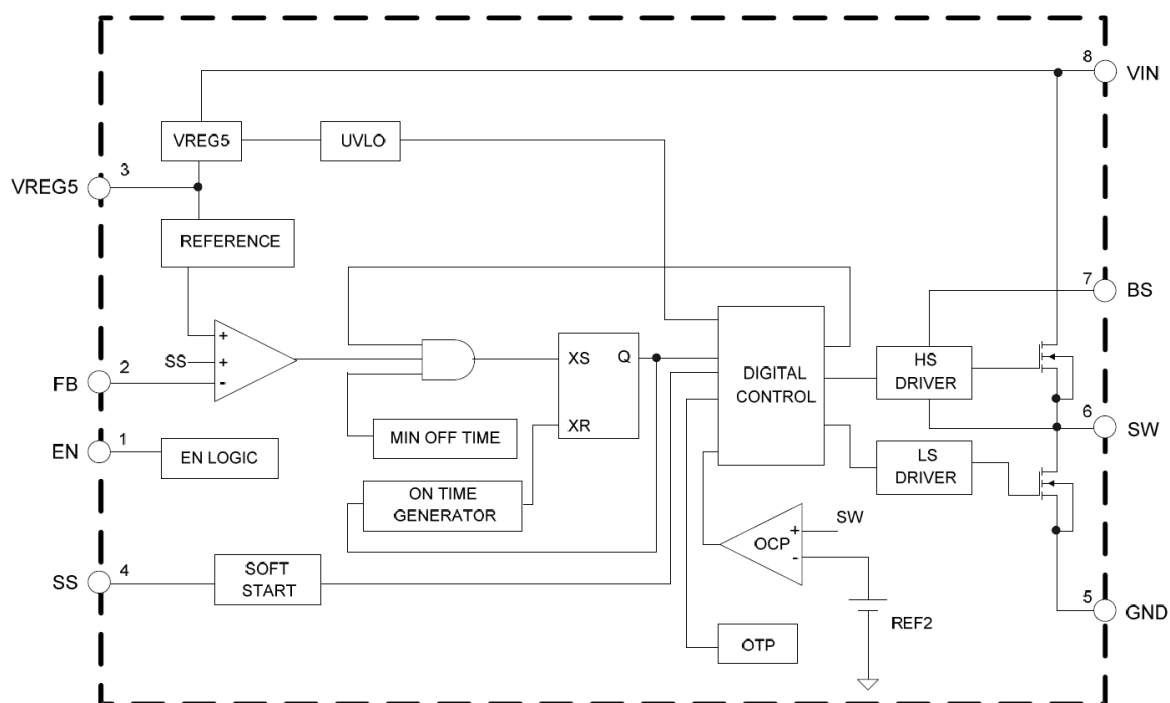 8
VIN
VREG5
UVLO
3
VREG5
REFERENCE
7
BS
+
SS
+
-
XS
Q
XR
DIGITAL
CONTROL
HS
DRIVER
2
FB
6
SW
MIN OFF TIME
1
EN
EN LOGIC
LS
DRIVER
ON TIME
GENERATOR
SW
+
OCP
-
4
SS
SOFT
START
5
GND
REF2
OTP